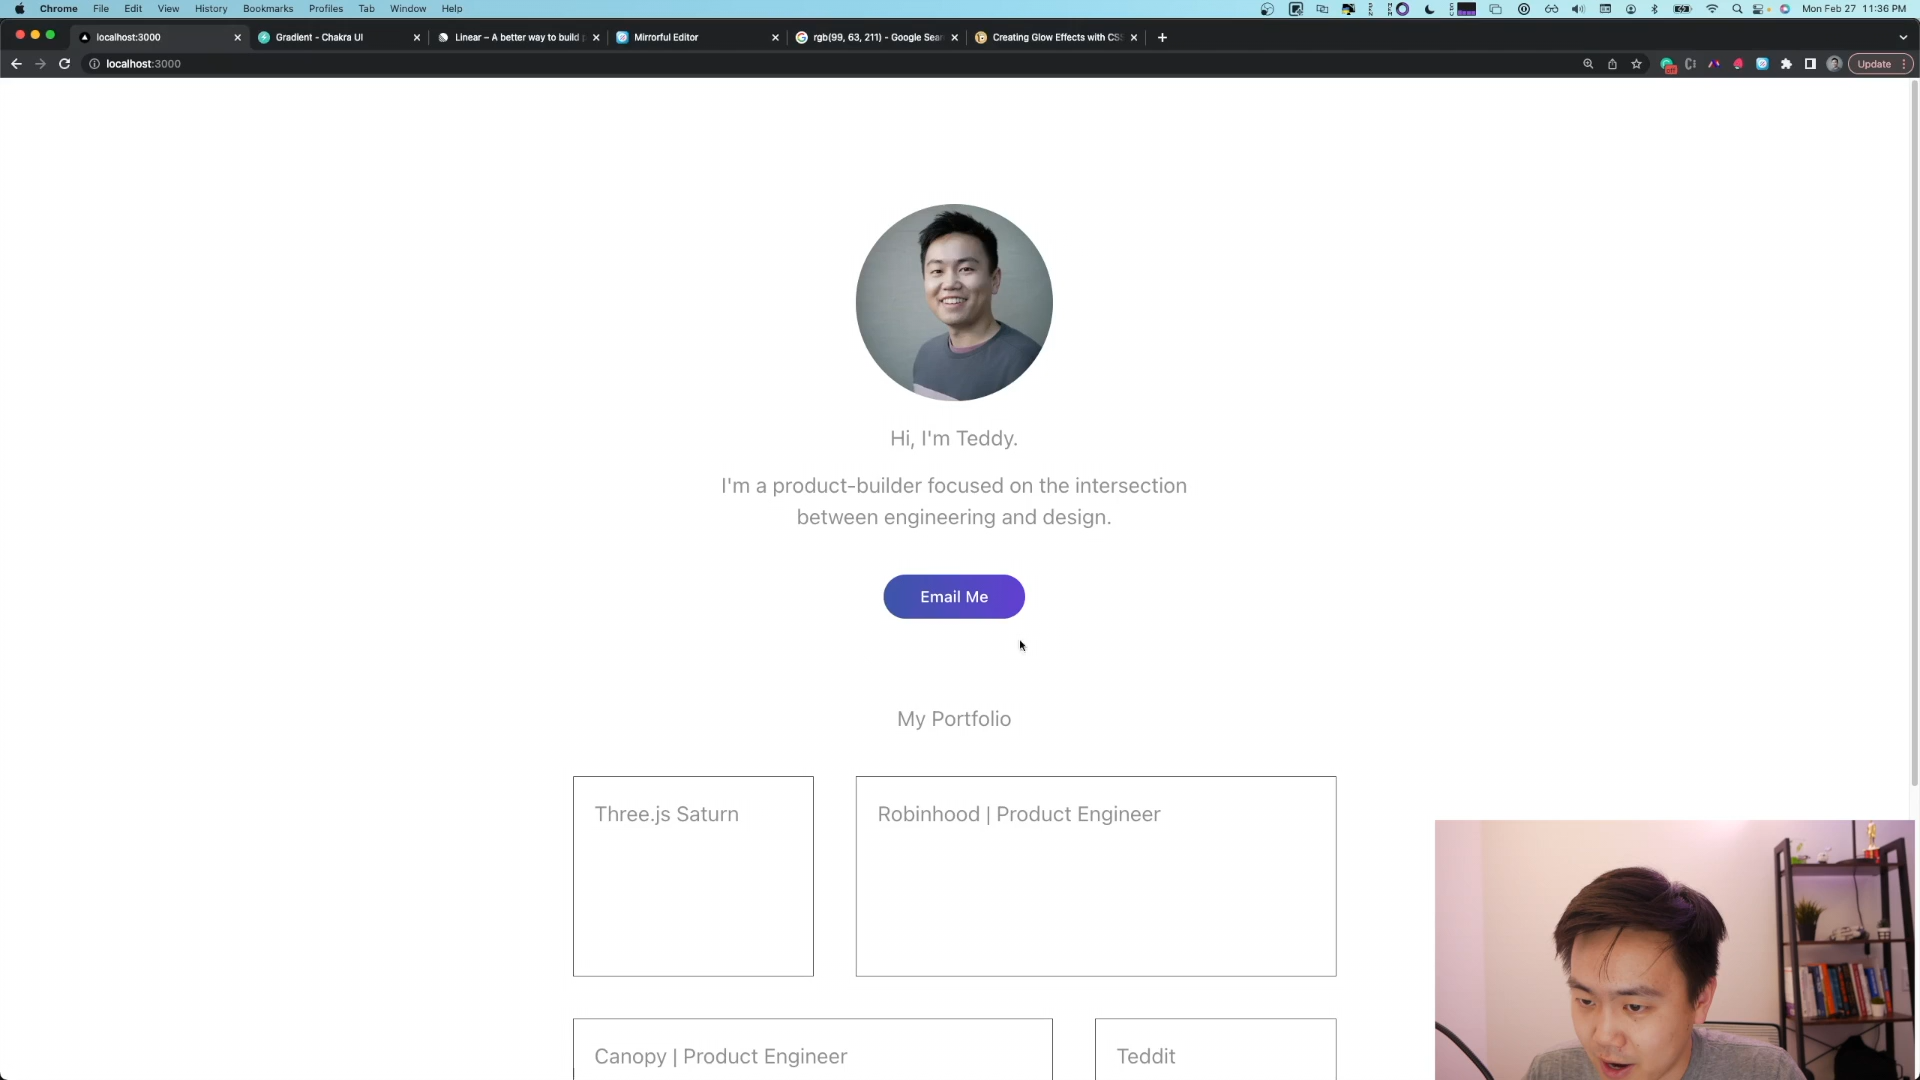 Chrome File Edit View History Bookmarks Profiles Tab Window Help
Mon Feb 27 11:36 PM
localhost:3000
Gradient - Chakra UI
Linear – A better way to build
Mirrorful Editor
rgb(99, 63, 211) - Google Sear
Creating Glow Effects with CSS
localhost:3000
Update
Hi, I'm Teddy.
I'm a product-builder focused on the intersection
between engineering and design.
Email Me
My Portfolio
Three.js Saturn
Robinhood | Product Engineer
Canopy | Product Engineer
Teddit